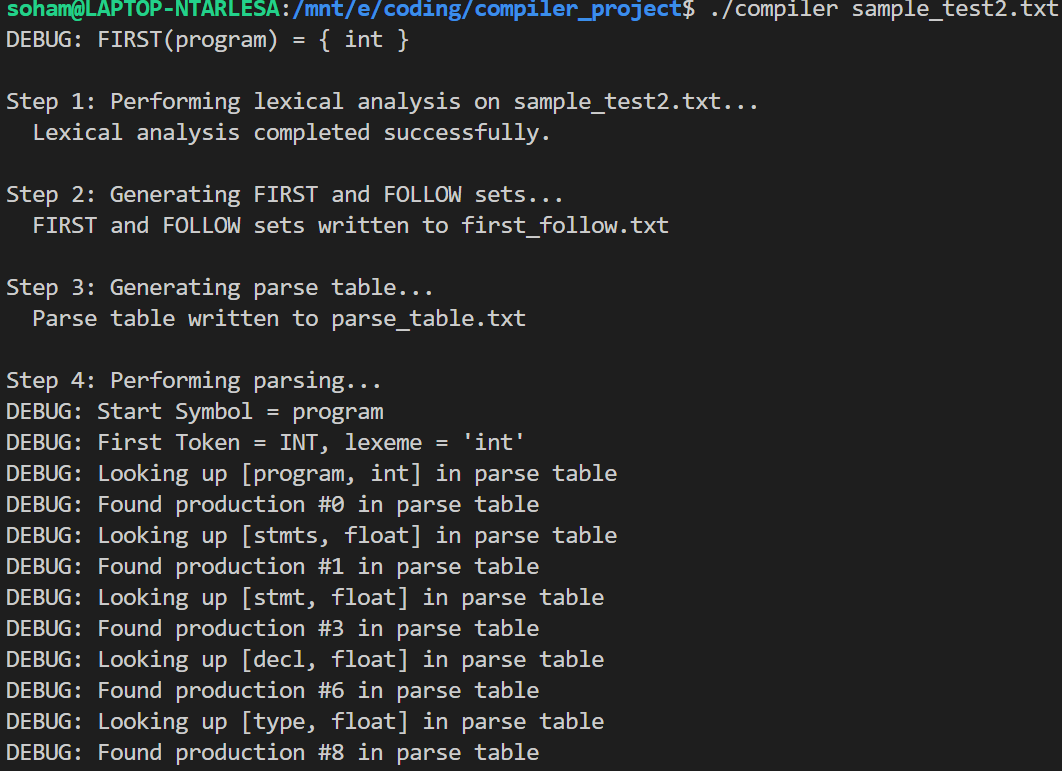 soham@LAPTOP-NTARLESA:/mnt/e/coding/compiler_project$ ./compiler sample_test2.txt
DEBUG: FIRST(program) = { int }
Step 1: Performing lexical analysis on sample_test2.txt...
Lexical analysis completed successfully.
Step 2: Generating FIRST and FOLLOW sets...
FIRST and FOLLOW sets written to first_follow.txt
Step 3: Generating parse table...
Parse table written to parse_table.txt
Step 4: Performing parsing...
DEBUG: Start Symbol = program
DEBUG: First Token = INT, lexeme = 'int'
DEBUG: Looking up [program, int] in parse table
DEBUG: Found production #0 in parse table
DEBUG: Looking up [stmts, float] in parse table
DEBUG: Found production #1 in parse table
DEBUG: Looking up [stmt, float] in parse table
DEBUG: Found production #3 in parse table
DEBUG: Looking up [decl, float] in parse table
DEBUG: Found production #6 in parse table
DEBUG: Looking up [type, float] in parse table
DEBUG: Found production #8 in parse table